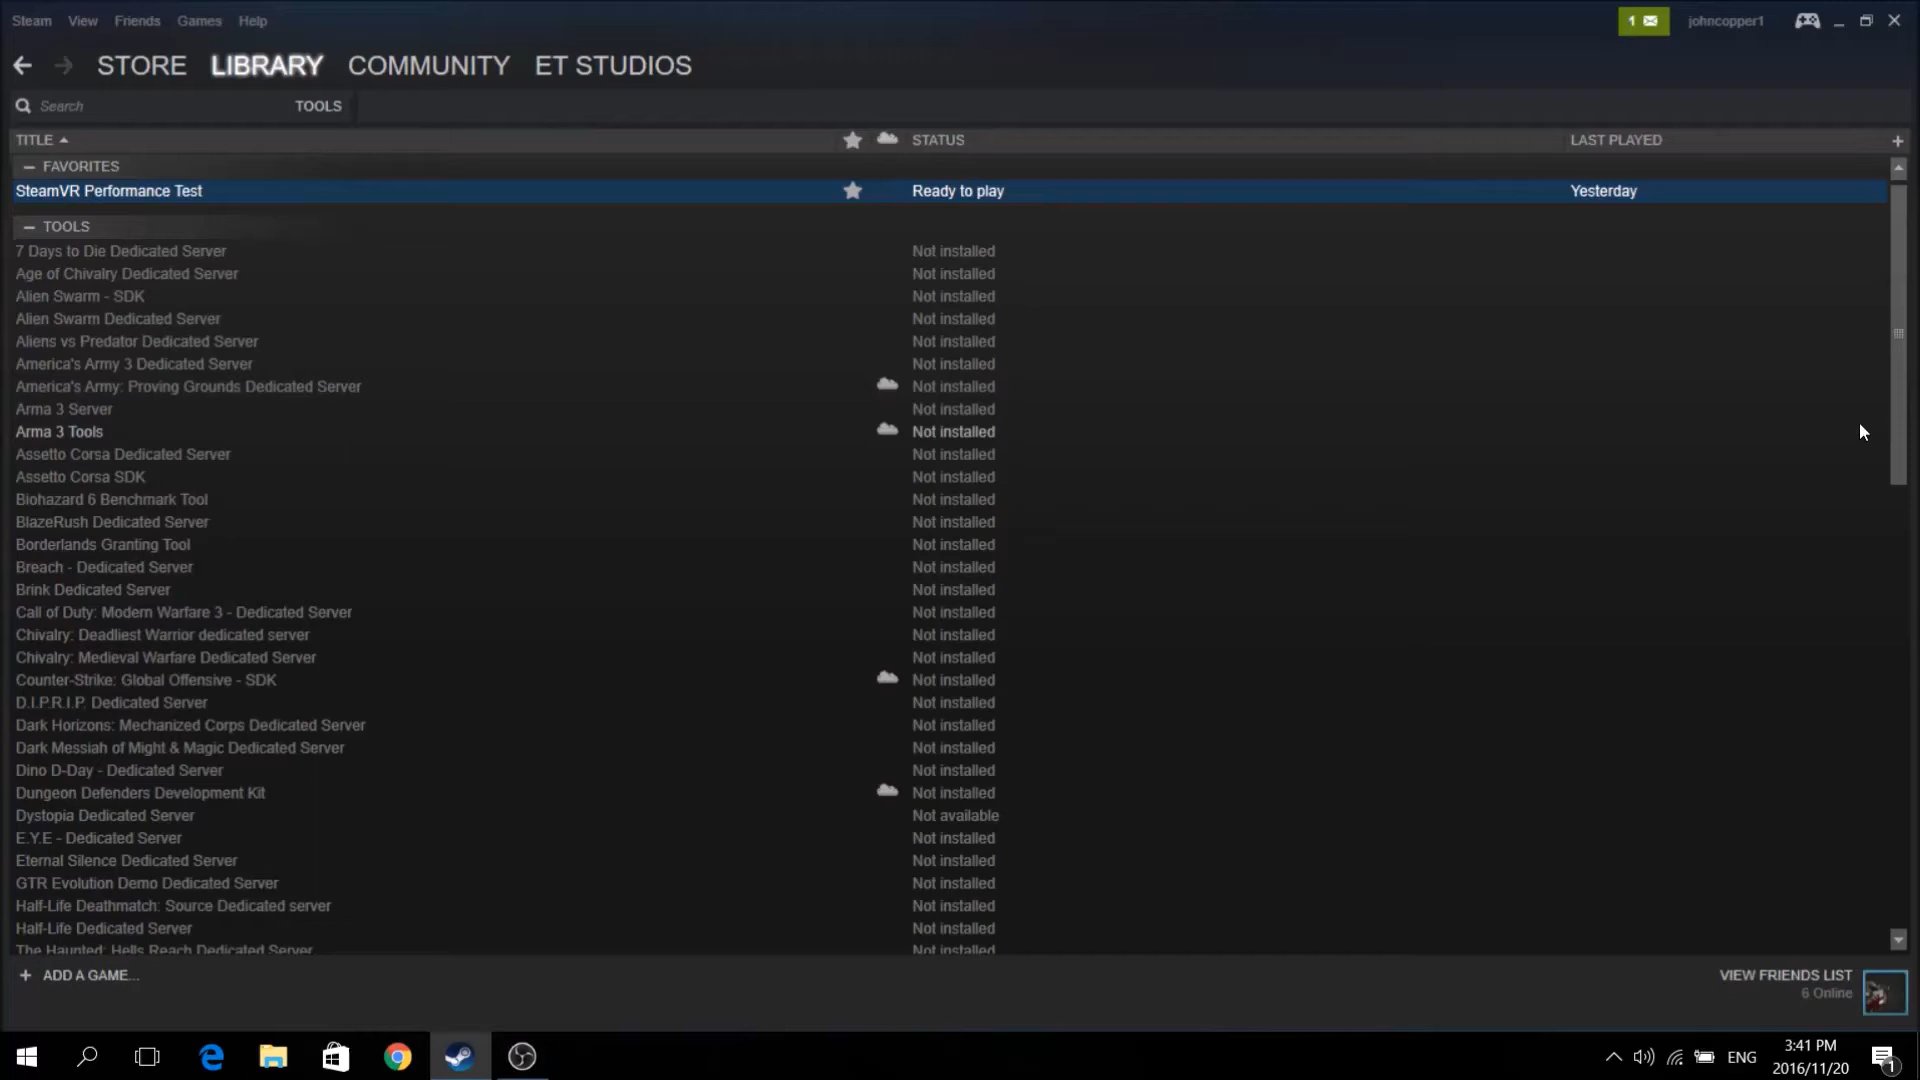 Steam View Friends Games Help
1 johncopper1
STORE LIBRARY COMMUNITY ET STUDIOS
Search TOOLS
TITLE STATUS LAST PLAYED
FAVORITES
SteamVR Performance Test Ready to play Yesterday
TOOLS
7 Days to Die Dedicated Server Not installed
Age of Chivalry Dedicated Server Not installed
Alien Swarm - SDK Not installed
Alien Swarm Dedicated Server Not installed
Aliens vs Predator Dedicated Server Not installed
America's Army 3 Dedicated Server Not installed
America's Army: Proving Grounds Dedicated Server Not installed
Arma 3 Server Not installed
Arma 3 Tools Not installed
Assetto Corsa Dedicated Server Not installed
Assetto Corsa SDK Not installed
Biohazard 6 Benchmark Tool Not installed
BlazeRush Dedicated Server Not installed
Borderlands Granting Tool Not installed
Breach - Dedicated Server Not installed
Brink Dedicated Server Not installed
Call of Duty: Modern Warfare 3 - Dedicated Server Not installed
Chivalry: Deadliest Warrior dedicated server Not installed
Chivalry: Medieval Warfare Dedicated Server Not installed
Counter-Strike: Global Offensive - SDK Not installed
D.I.P.R.I.P. Dedicated Server Not installed
Dark Horizons: Mechanized Corps Dedicated Server Not installed
Dark Messiah of Might & Magic Dedicated Server Not installed
Dino D-Day - Dedicated Server Not installed
Dungeon Defenders Development Kit Not installed
Dystopia Dedicated Server Not available
E.Y.E - Dedicated Server Not installed
Eternal Silence Dedicated Server Not installed
GTR Evolution Demo Dedicated Server Not installed
Half-Life Deathmatch: Source Dedicated server Not installed
Half-Life Dedicated Server Not installed
The Haunted: Hells Reach Dedicated Server Not installed
+ ADD A GAME...
VIEW FRIENDS LIST
6 Online
ENG
3:41 PM
2016/11/20
1